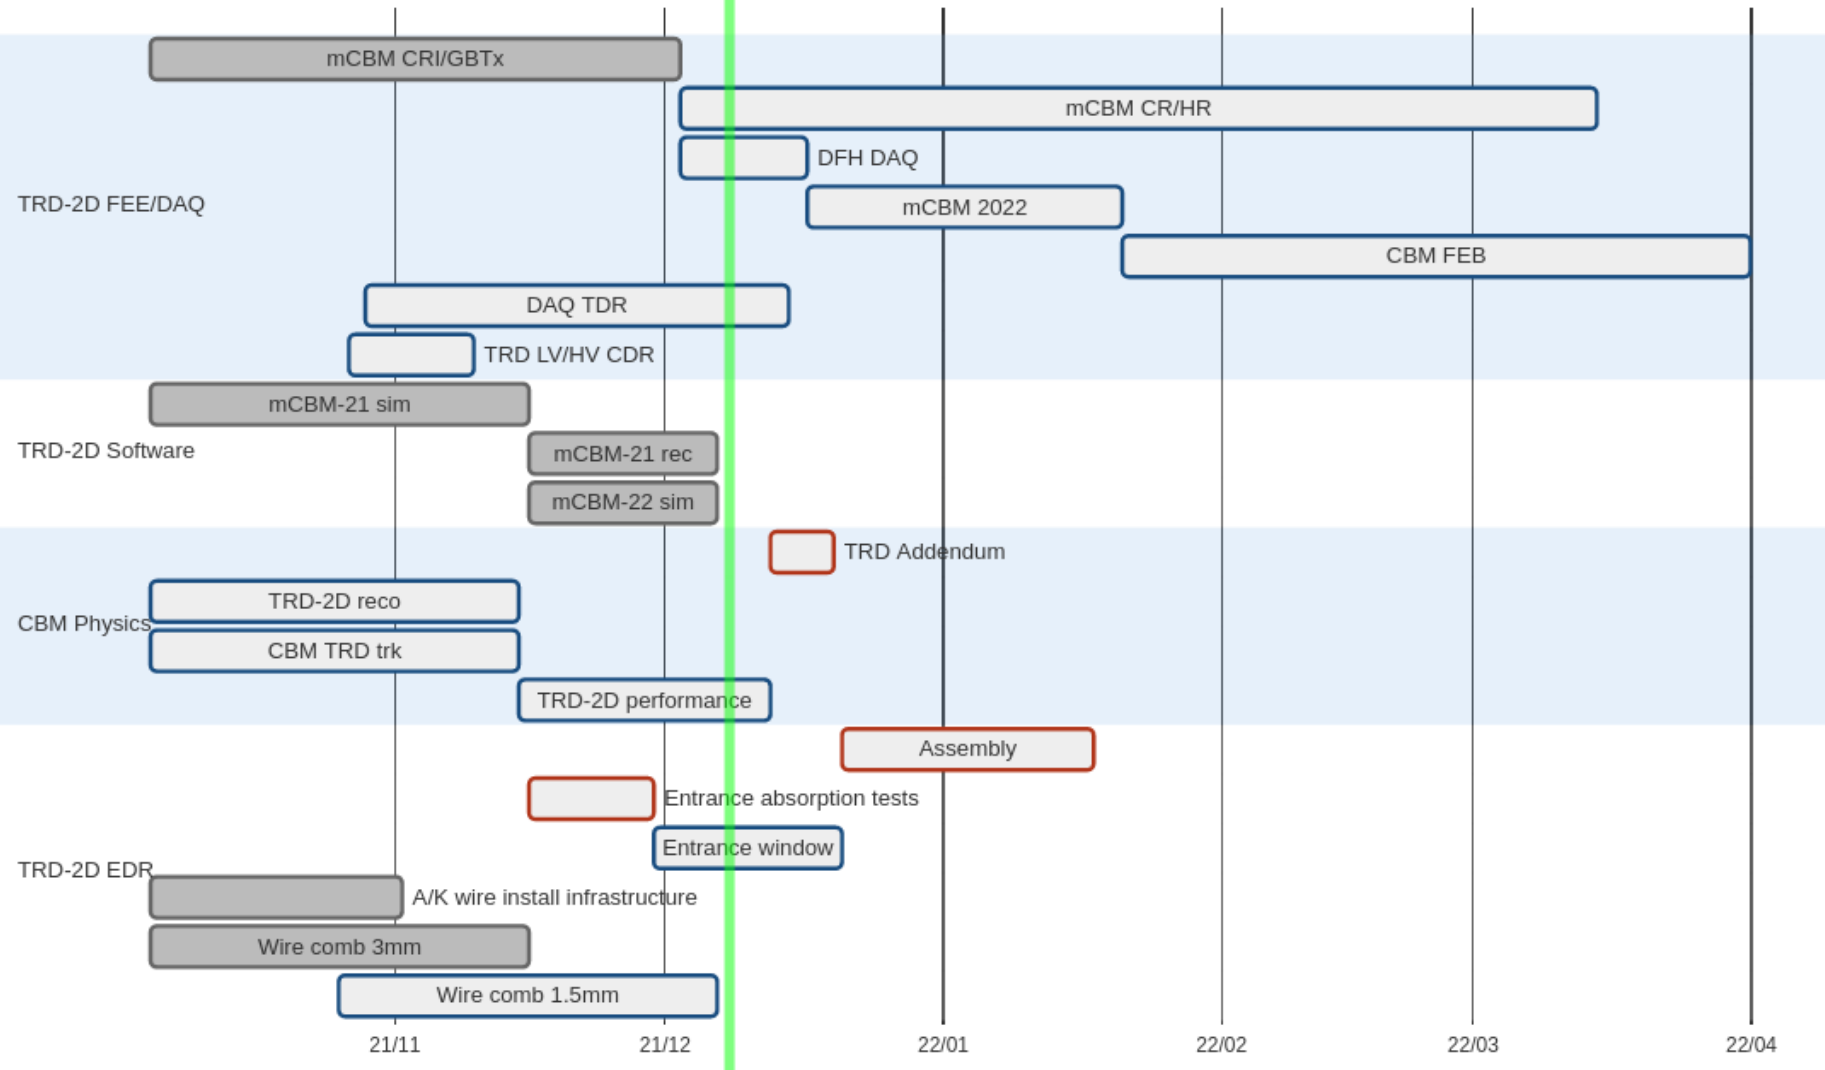 mCBM CRI/GBTx
mCBM CR/HR
DFH DAQ
TRD-2D FEE/DAQ
mCBM 2022
CBM FEB
DAQ TDR
TRD LV/HV CDR
mCBM-21 sim
TRD-2D Software
mCBM-21 rec
mCBM-22 sim
TRD Addendum
TRD-2D reco
CBM Physics
CBM TRD trk
TRD-2D performance
Assembly
Entrance absorption tests
Entrance window
TRD-2D EDR
A/K wire install infrastructure
Wire comb 3mm
Wire comb 1.5mm
21/11 21/12 22/01 22/02 22/03 22/04